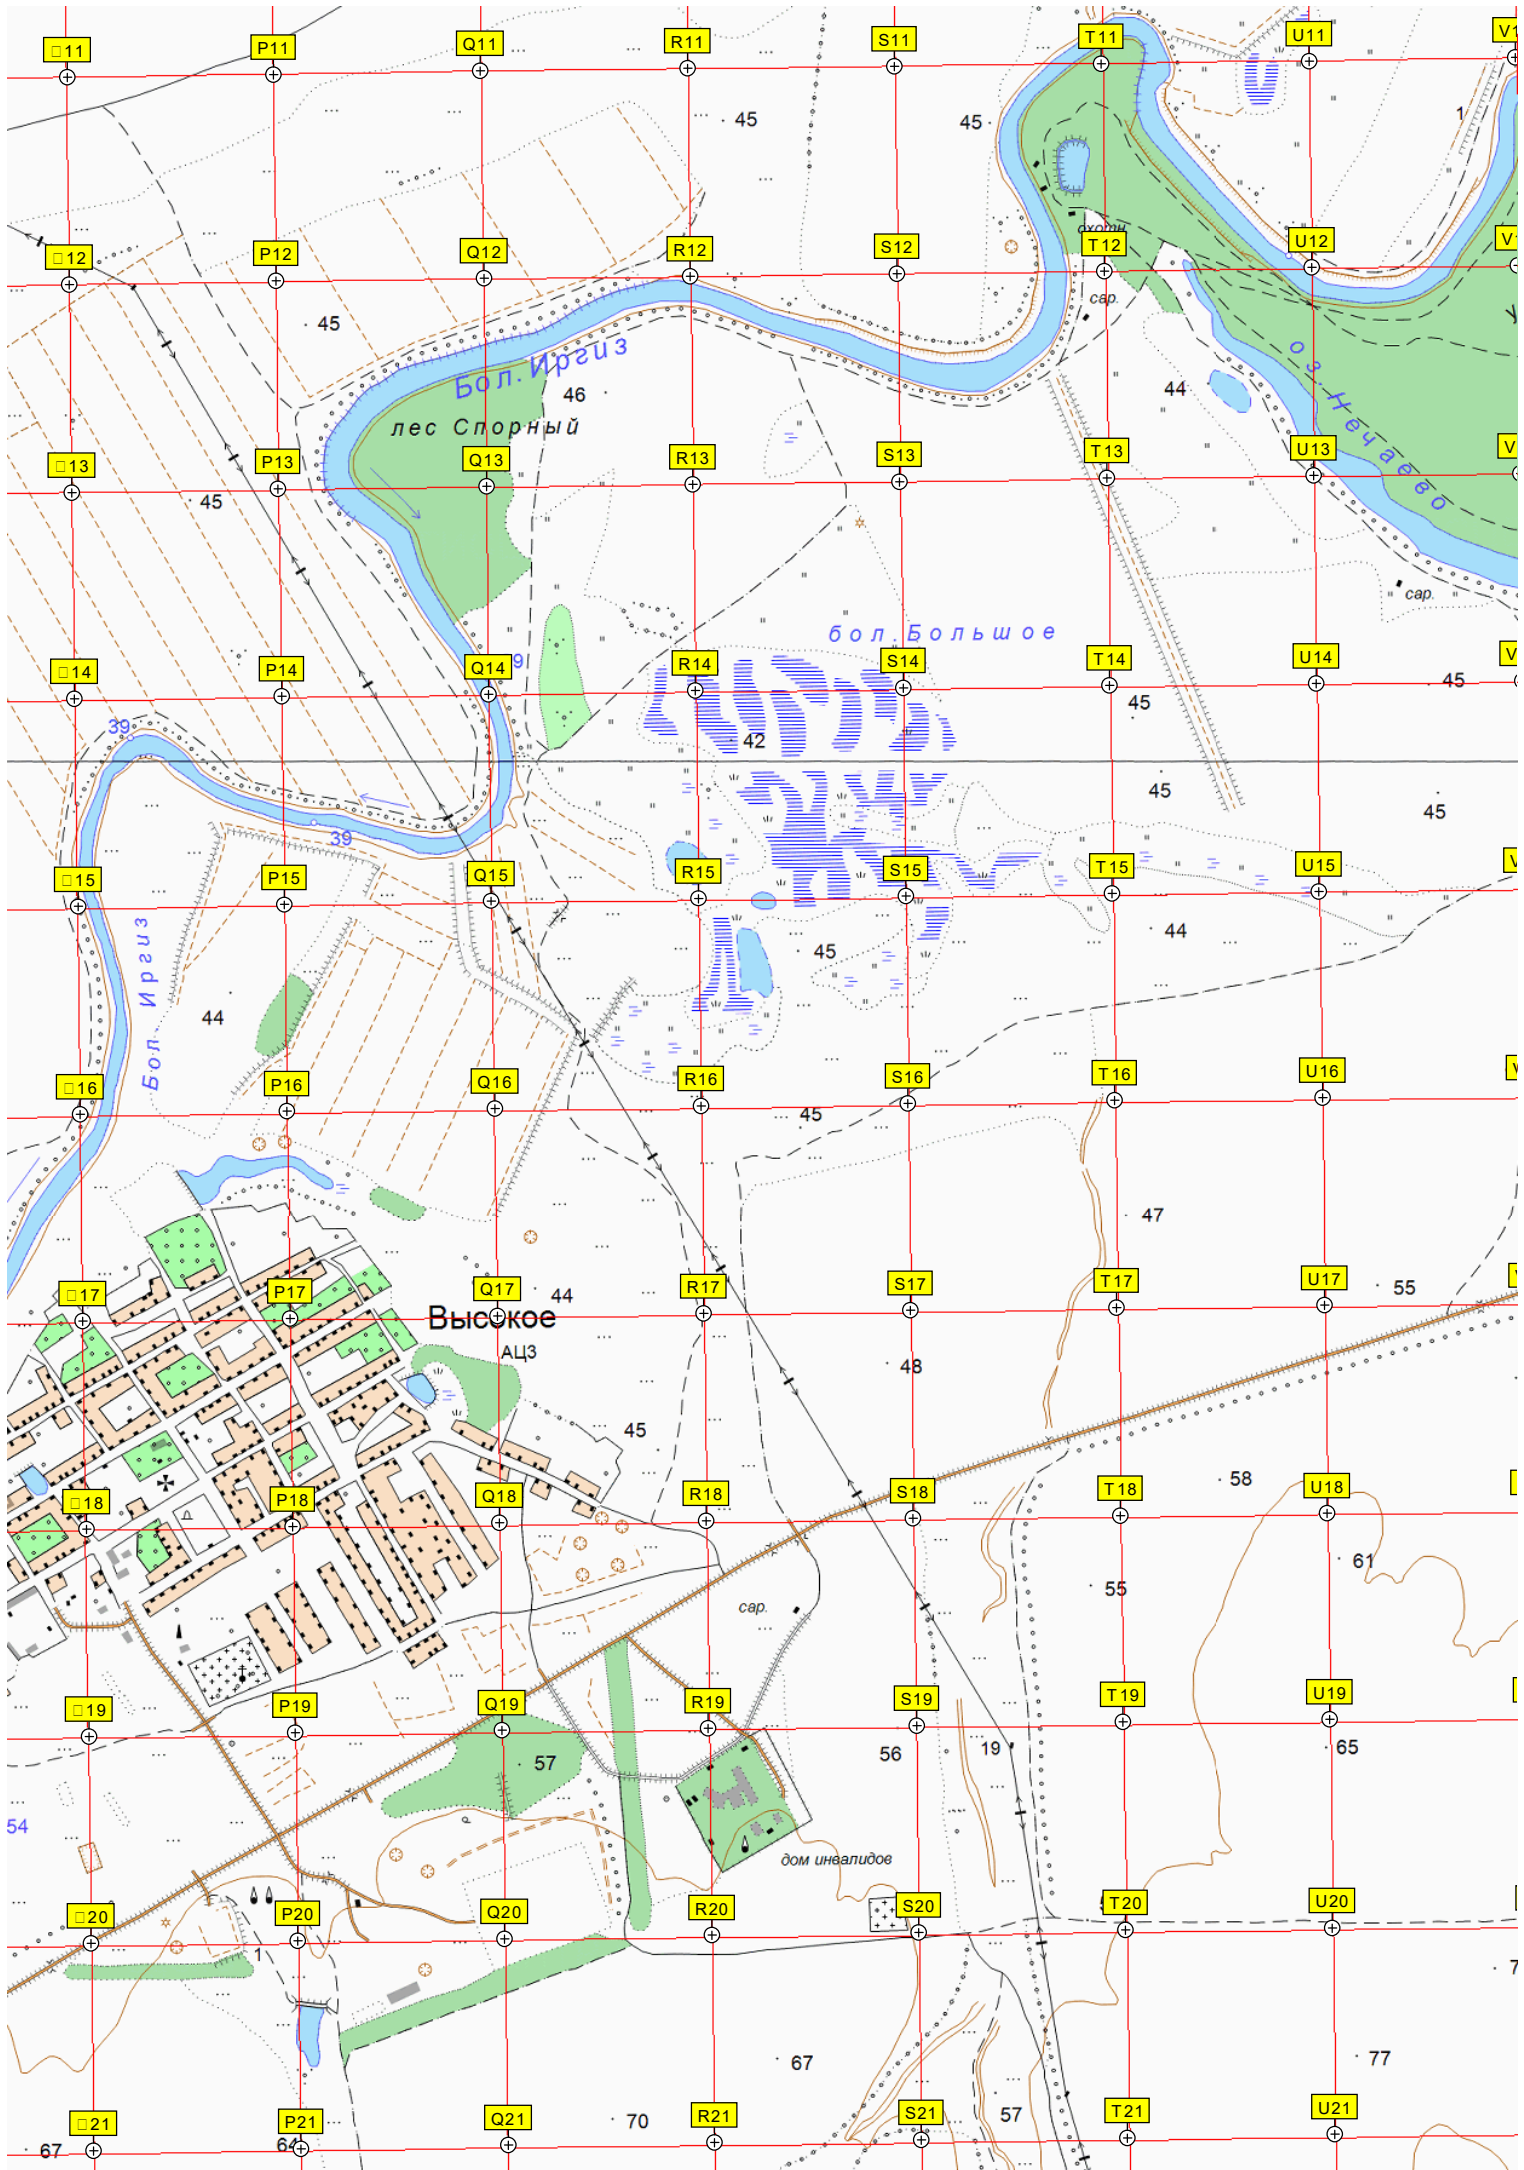 □11 P11 Q11 R11 S11 T11 U11
45 45
охотн.
□12 P12 Q12 R12 S12 T12 U12
сар.
45
Бол. Иргиз
оз. Нечаево
46 44
лес Спорный
□13 P13 Q13 R13 S13 T13 U13
45
сар.
бол. Большое
□14 P14 Q14 R14 S14 T14 U14
9 45 45
39 42
45 45
39
□15 P15 Q15 R15 S15 T15 U15
Бол. Иргиз
45 44
44
□16 P16 Q16 R16 S16 T16 U16
45
47
□17 P17 Q17 R17 S17 T17 U17
44 55
Высокое
АЦЗ 48
45
58
□18 P18 Q18 R18 S18 T18 U18
61
55
сар.
□19 P19 Q19 R19 S19 T19 U19
57 56 19 65
54
дом инвалидов
□20 P20 Q20 R20 S20 T20 U20
1
67 77
□21 P21 Q21 R21 S21 T21 U21
67 64 70 57